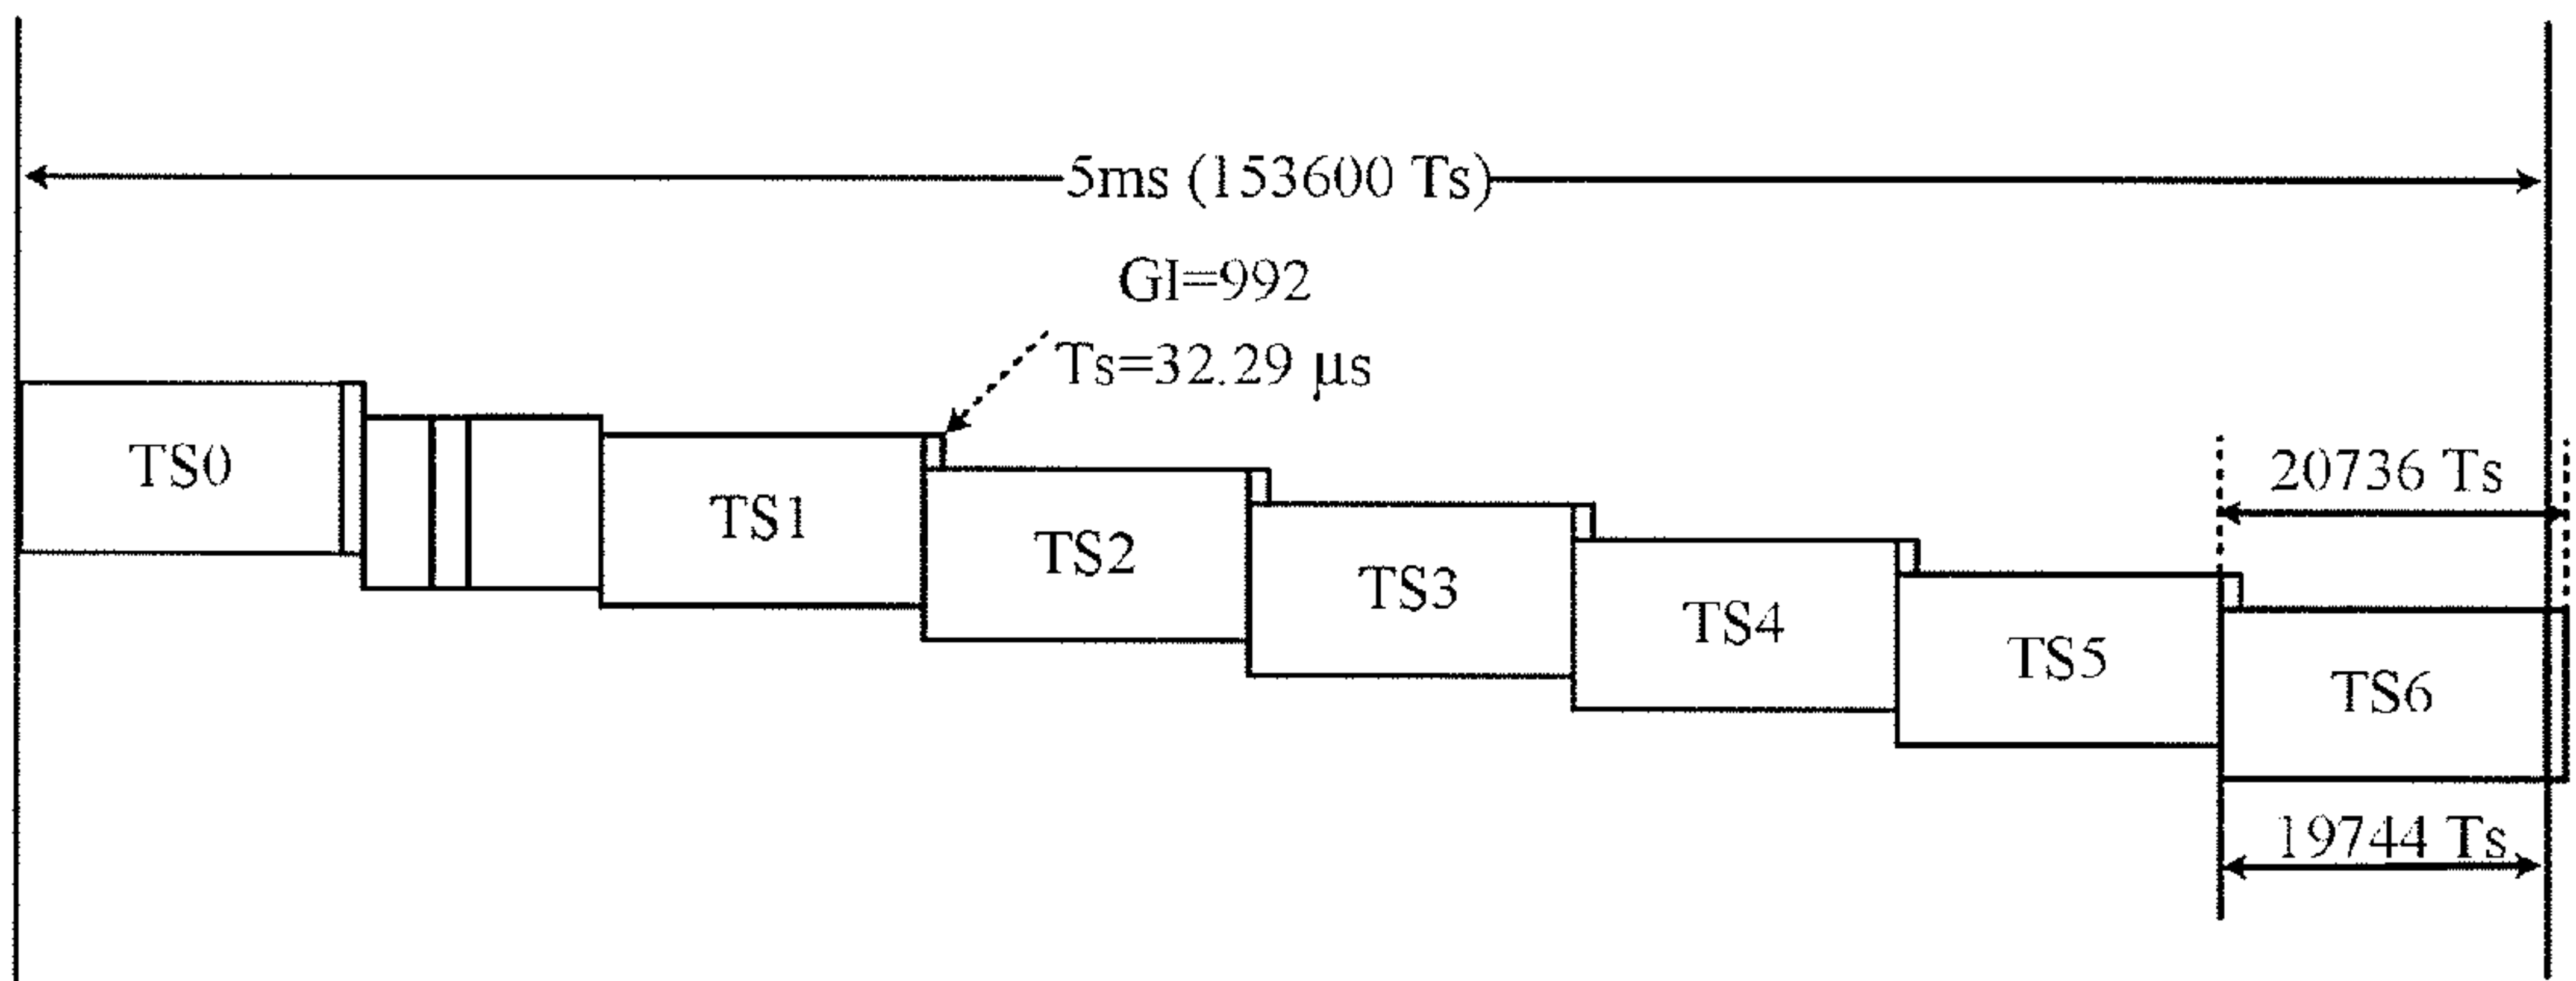 5ms (153600 Ts)
GI=992
Ts=32.29 μs
TS0
TS1
TS2
TS3
TS4
TS5
TS6
20736 Ts
19744 Ts